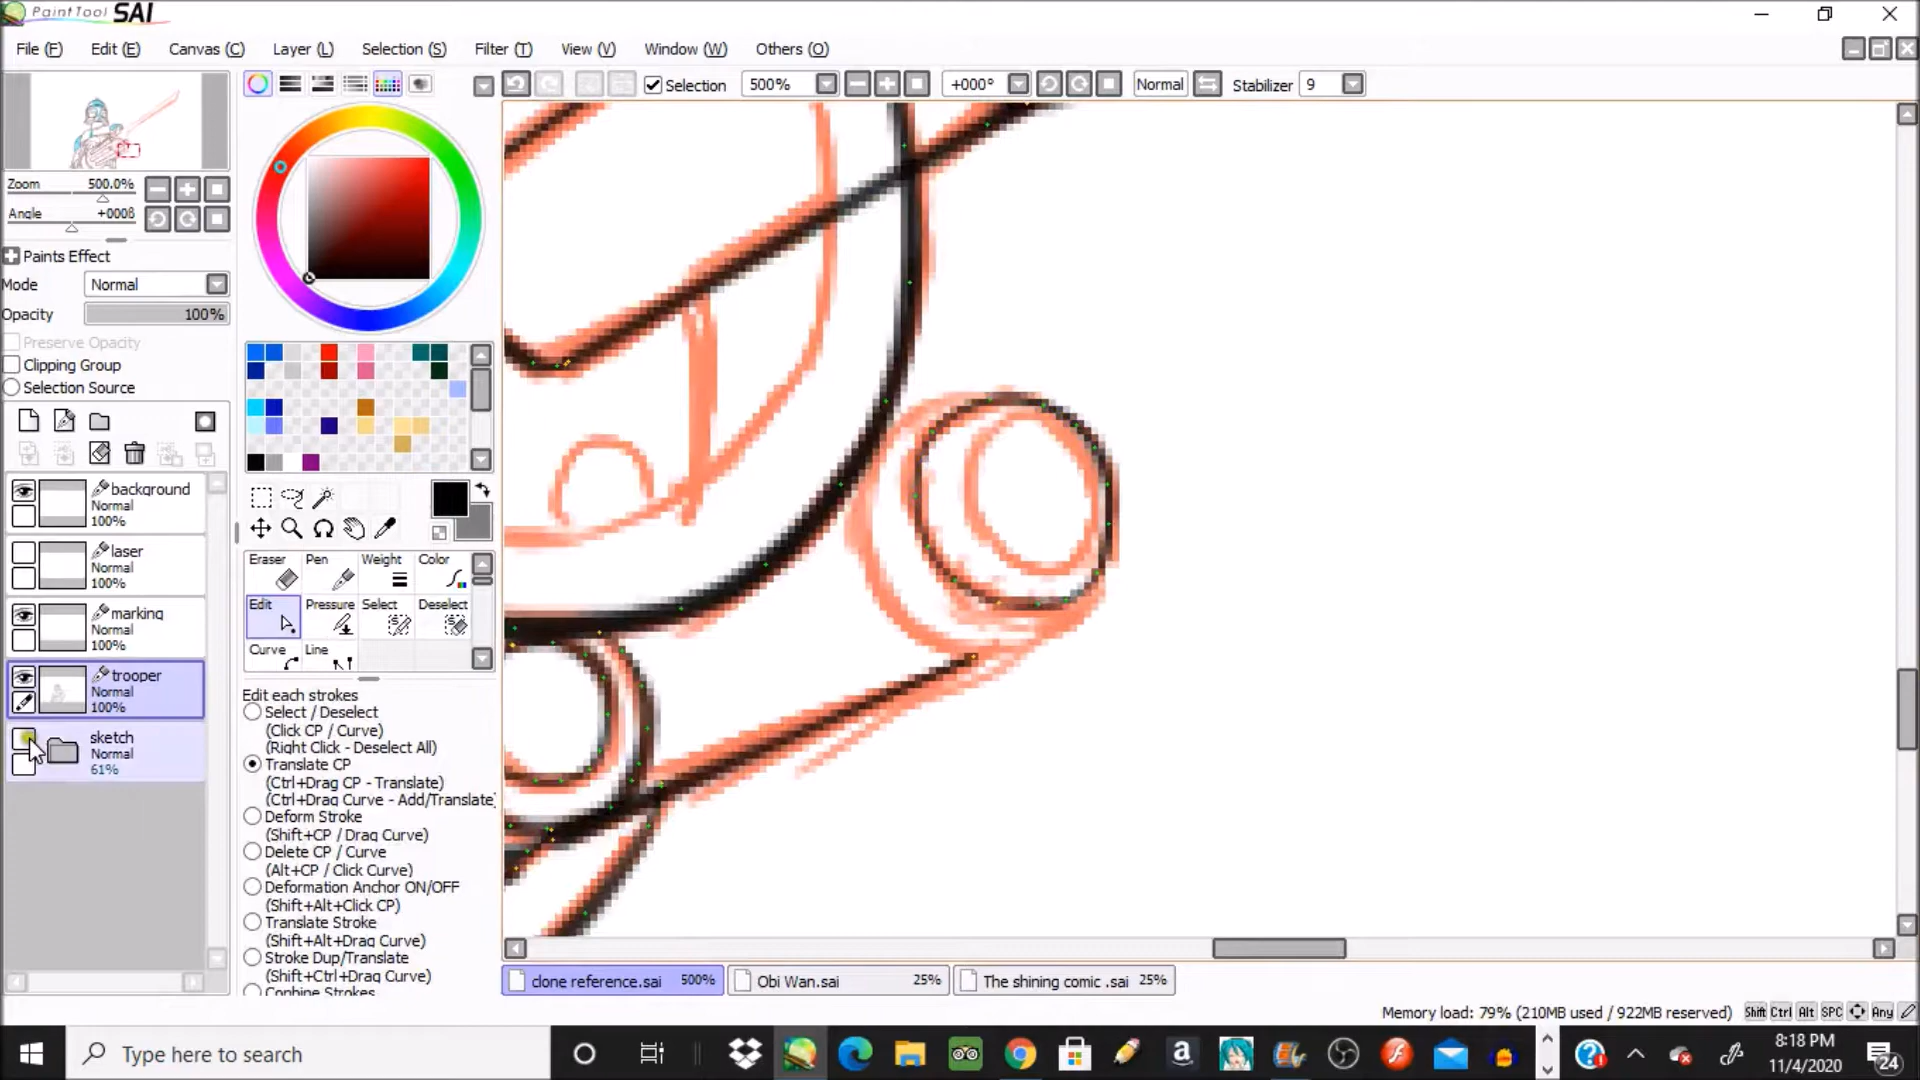 PaintTool SAI
File (F) Edit (E) Canvas (C) Layer (L) Selection (S) Filter (T) View (V) Window (W) Others (O)
Selection 500% +000° Normal Stabilizer 9
Zoom 500.0%
Angle +0008
Paints Effect
Mode Normal
Opacity 100%
Preserve Opacity
Clipping Group
Selection Source
background
Normal
100%
laser
Normal
100%
marking
Normal
100%
trooper
Normal
100%
sketch
Normal
61%
Eraser Pen Weight Color
Edit Pressure Select Deselect
Curve Line
Edit each strokes
Select / Deselect
(Click CP / Curve)
(Right Click - Deselect All)
Translate CP
(Ctrl+Drag CP - Translate)
(Ctrl+Drag Curve - Add/Translate)
Deform Stroke
(Shift+CP / Drag Curve)
Delete CP / Curve
(Alt+CP / Click Curve)
Deformation Anchor ON/OFF
(Shift+Alt+Click CP)
Translate Stroke
(Shift+Alt+Drag Curve)
Stroke Dup/Translate
(Shift+Ctrl+Drag Curve)
Combine Strokes
clone reference.sai 500% Obi Wan.sai 25% The shining comic .sai 25%
Memory load: 79% (210MB used / 922MB reserved) Shift Ctrl Alt SPC Any
Type here to search
8:18 PM
11/4/2020
24